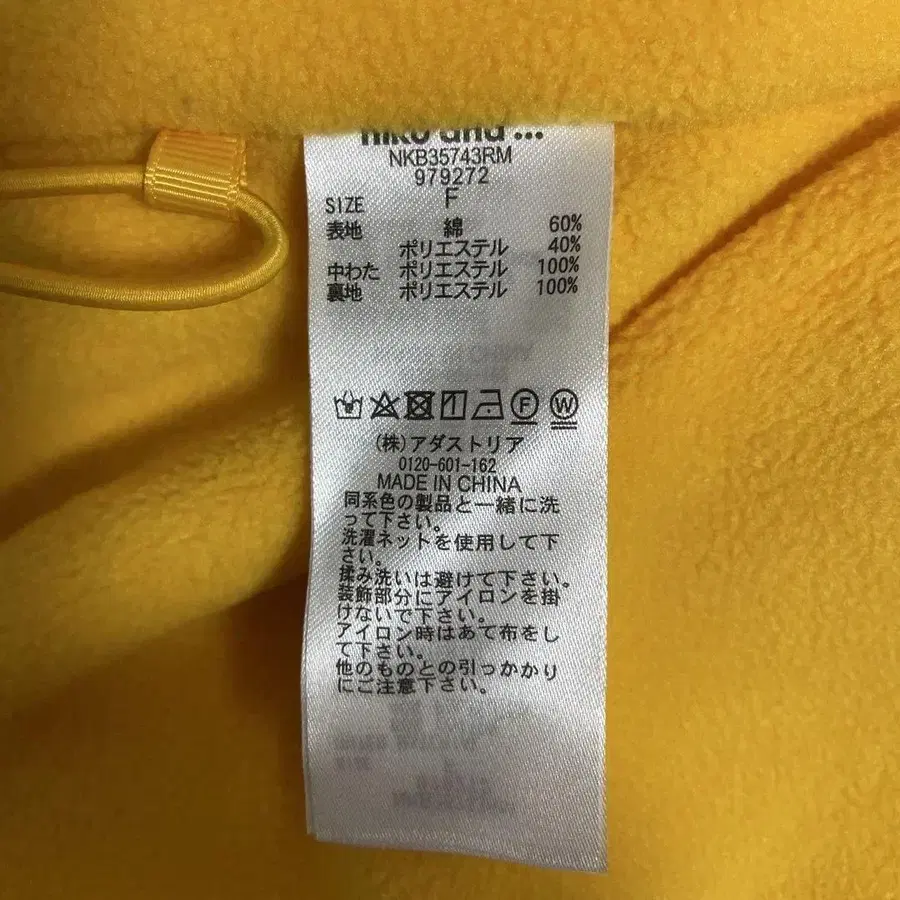 niko and ...
NKB35743RM
979272
SIZE F
表地 綿 60%
ポリエステル 40%
中わた ポリエステル 100%
裏地 ポリエステル 100%
F W
(株)アダストリア
0120-601-162
MADE IN CHINA
同系色の製品と一緒に洗
って下さい。
洗濯ネットを使用して下
さい。
揉み洗いは避けて下さい。
装飾部分にアイロンを掛
けないで下さい。
アイロン時はあて布をし
て下さい。
他のものとの引っかかり
にご注意下さい。